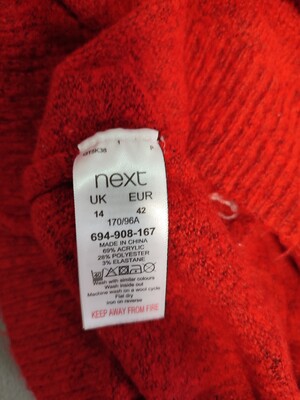 next
UK EUR
14 42
170/96A
694-908-167
MADE IN CHINA
69% ACRYLIC
28% POLYESTER
3% ELASTANE
Wash with similar colours
Wash inside out
Machine wash on a wool cycle
Flat dry
Iron on reverse
KEEP AWAY FROM FIRE